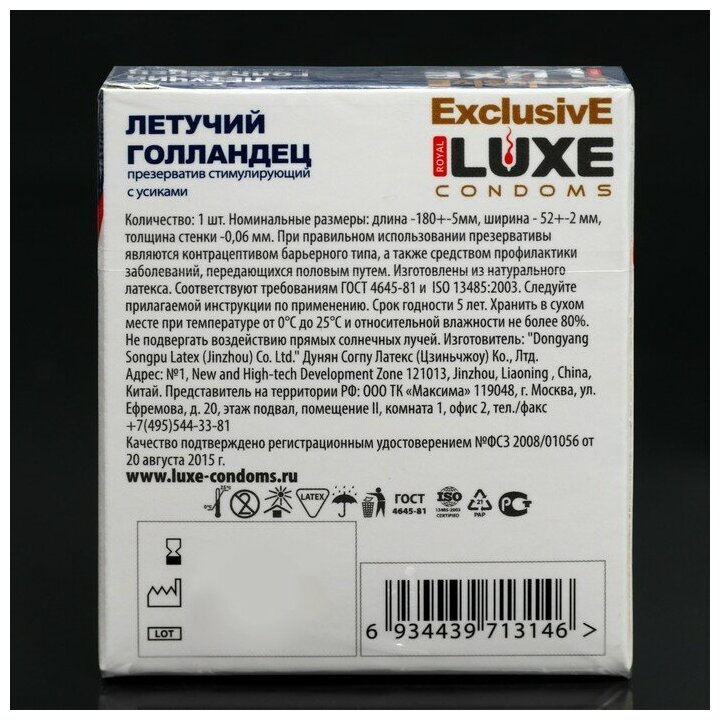 ЛЕТУЧИЙ
ГОЛЛАНДЕЦ
презерватив стимулирующий
с усиками
ExclusivE
ROYAL
LUXE
CONDOMS
Количество: 1 шт. Номинальные размеры: длина -180+-5мм, ширина - 52+-2 мм,
толщина стенки -0,06 мм. При правильном использовании презервативы
являются контрацептивом барьерного типа, а также средством профилактики
заболеваний, передающихся половым путем. Изготовлены из натурального
латекса. Соответствуют требованиям ГОСТ 4645-81 и ISO 13485:2003. Следуйте
прилагаемой инструкции по применению. Срок годности 5 лет. Хранить в сухом
месте при температуре от 0°С до 25°С и относительной влажности не более 80%.
Не подвергать воздействию прямых солнечных лучей. Изготовитель: "Dongyang
Songpu Latex (Jinzhou) Co. Ltd." Дунян Согпу Латекс (Цзиньчжоу) Ко., Лтд.
Адрес: №1, New and High-tech Development Zone 121013, Jinzhou, Liaoning , China,
Китай. Представитель на территории РФ: ООО ТК «Максима» 119048, г. Москва, ул.
Ефремова, д. 20, этаж подвал, помещение II, комната 1, офис 2, тел./факс
+7(495)544-33-81
Качество подтверждено регистрационным удостоверением №ФСЗ 2008/01056 от
20 августа 2015 г.
www.luxe-condoms.ru
0°C 25°C LATEX ГОСТ 4645-81 ISO 13485-2003 CERTIFIED 21 PAP
LOT
6 934439 713146 >